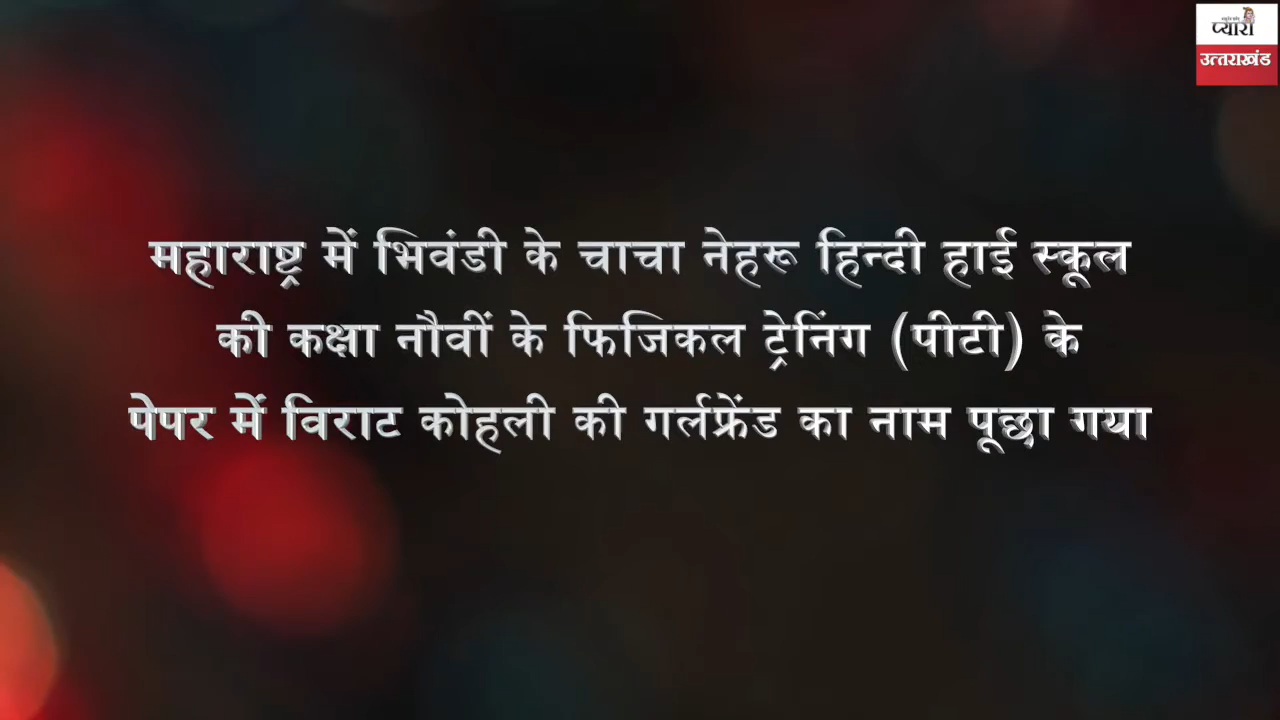 प्यारा
उत्तराखंड
महाराष्ट्र में भिवंडी के चाचा नेहरू हिन्दी हाई स्कूल
की कक्षा नौवीं के फिजिकल ट्रेनिंग (पीटी) के
पेपर में विराट कोहली की गर्लफ्रेंड का नाम पूछा गया